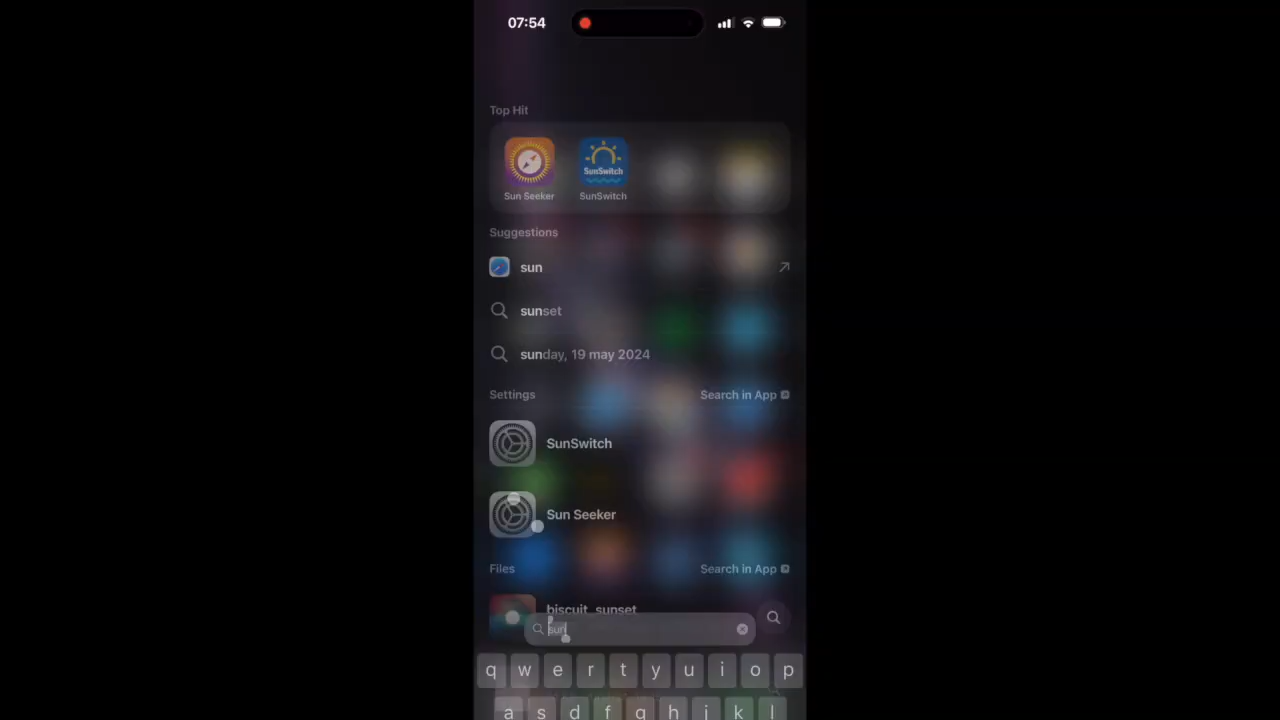 07:54
Top Hit
SunSwitch
Sun Seeker
SunSwitch
Suggestions
sun
sunset
sunday, 19 may 2024
Settings
Search in App
SunSwitch
Sun Seeker
Files
Search in App
biscuit_sunset
sun
q w e r t y u i o p
a s d f g h j k l